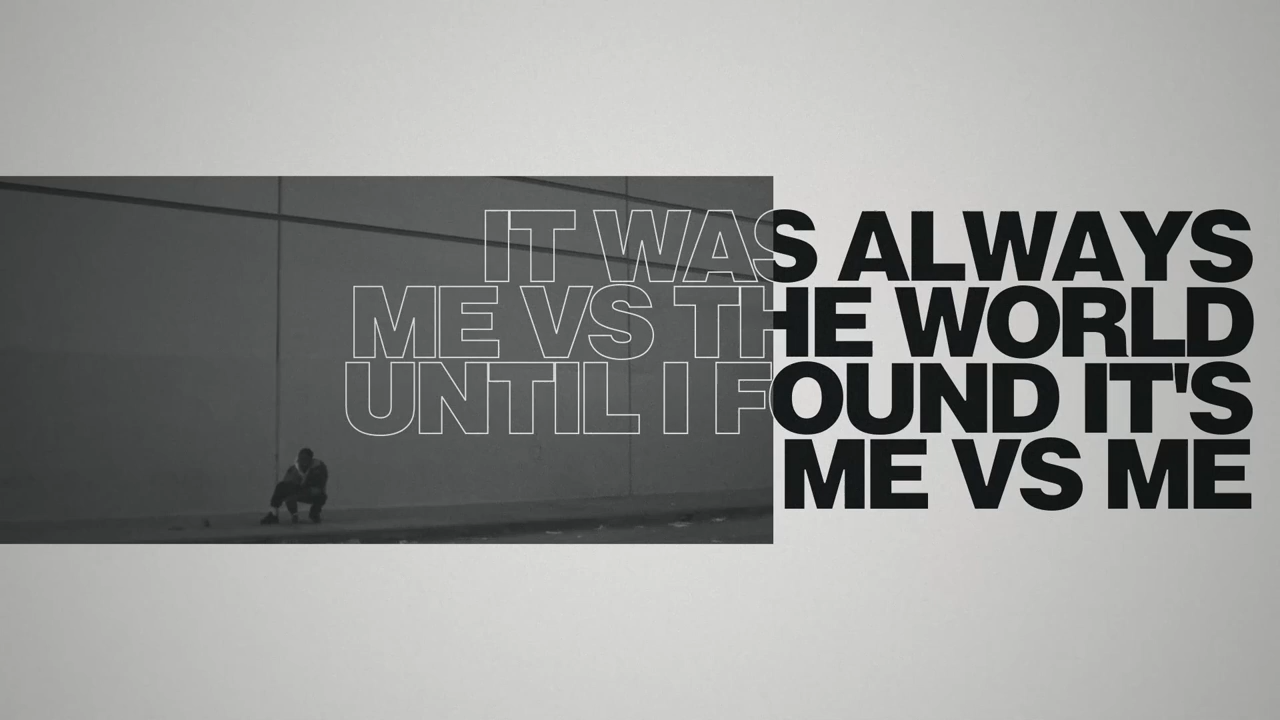 IT WAS ALWAYS
ME VS THE WORLD
UNTIL I FOUND IT'S
ME VS ME